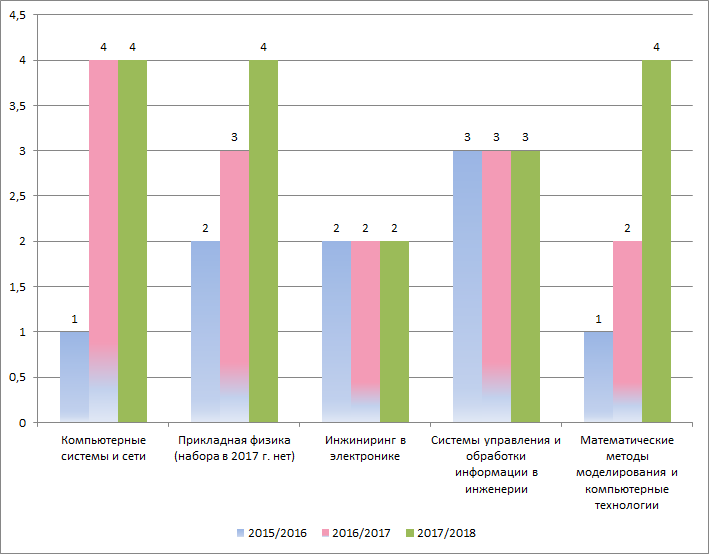 4,5
4
3,5
3
2,5
2
1,5
1
0,5
0
1 4 4
2 3 4
2 2 2
3 3 3
1 2 4
Компьютерные
системы и сети
Прикладная физика
(набора в 2017 г. нет)
Инжиниринг в
электронике
Системы управления и
обработки
информации в
инженерии
Математические
методы
моделирования и
компьютерные
технологии
2015/2016 2016/2017 2017/2018